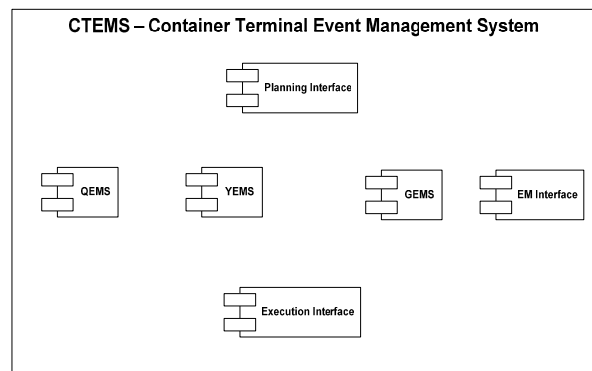 CTEMS – Container Terminal Event Management System
Planning Interface
QEMS
YEMS
GEMS
EM Interface
Execution Interface